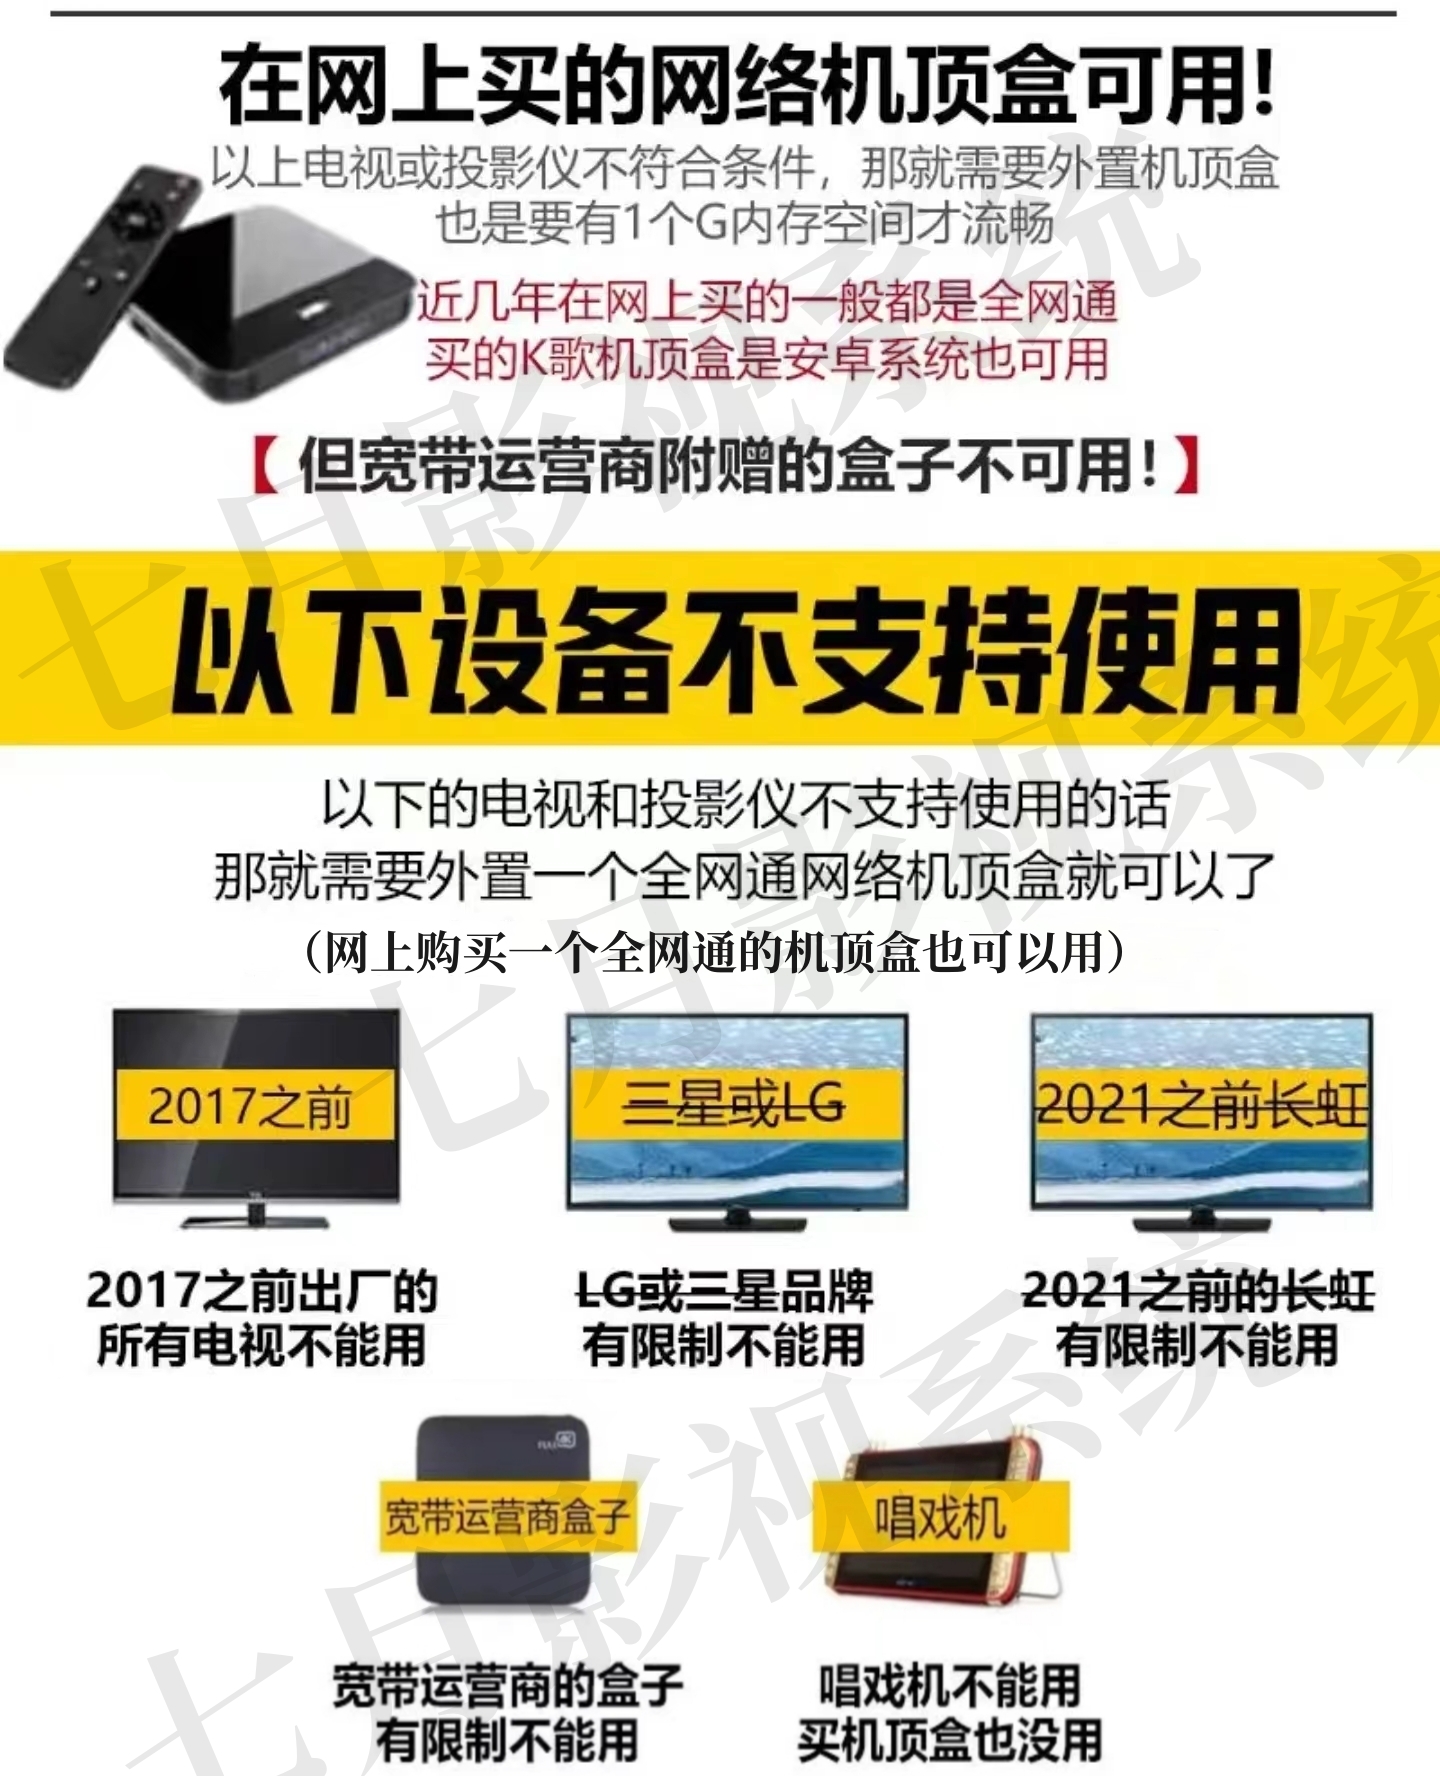 在网上买的网络机顶盒可用!
以上电视或投影仪不符合条件，那就需要外置机顶盒
也是要有1个G内存空间才流畅
近几年在网上买的一般都是全网通
买的K歌机顶盒是安卓系统也可用
【但宽带运营商附赠的盒子不可用!】
以下设备不支持使用
以下的电视和投影仪不支持使用的话
那就需要外置一个全网通网络机顶盒就可以了
（网上购买一个全网通的机顶盒也可以用）
2017之前
三星或LG
2021之前长虹
2017之前出厂的
所有电视不能用
LG或三星品牌
有限制不能用
2021之前的长虹
有限制不能用
宽带运营商盒子
唱戏机
宽带运营商的盒子
有限制不能用
唱戏机不能用
买机顶盒也没用
七月影视系统
七月影视系统
七月影视系统